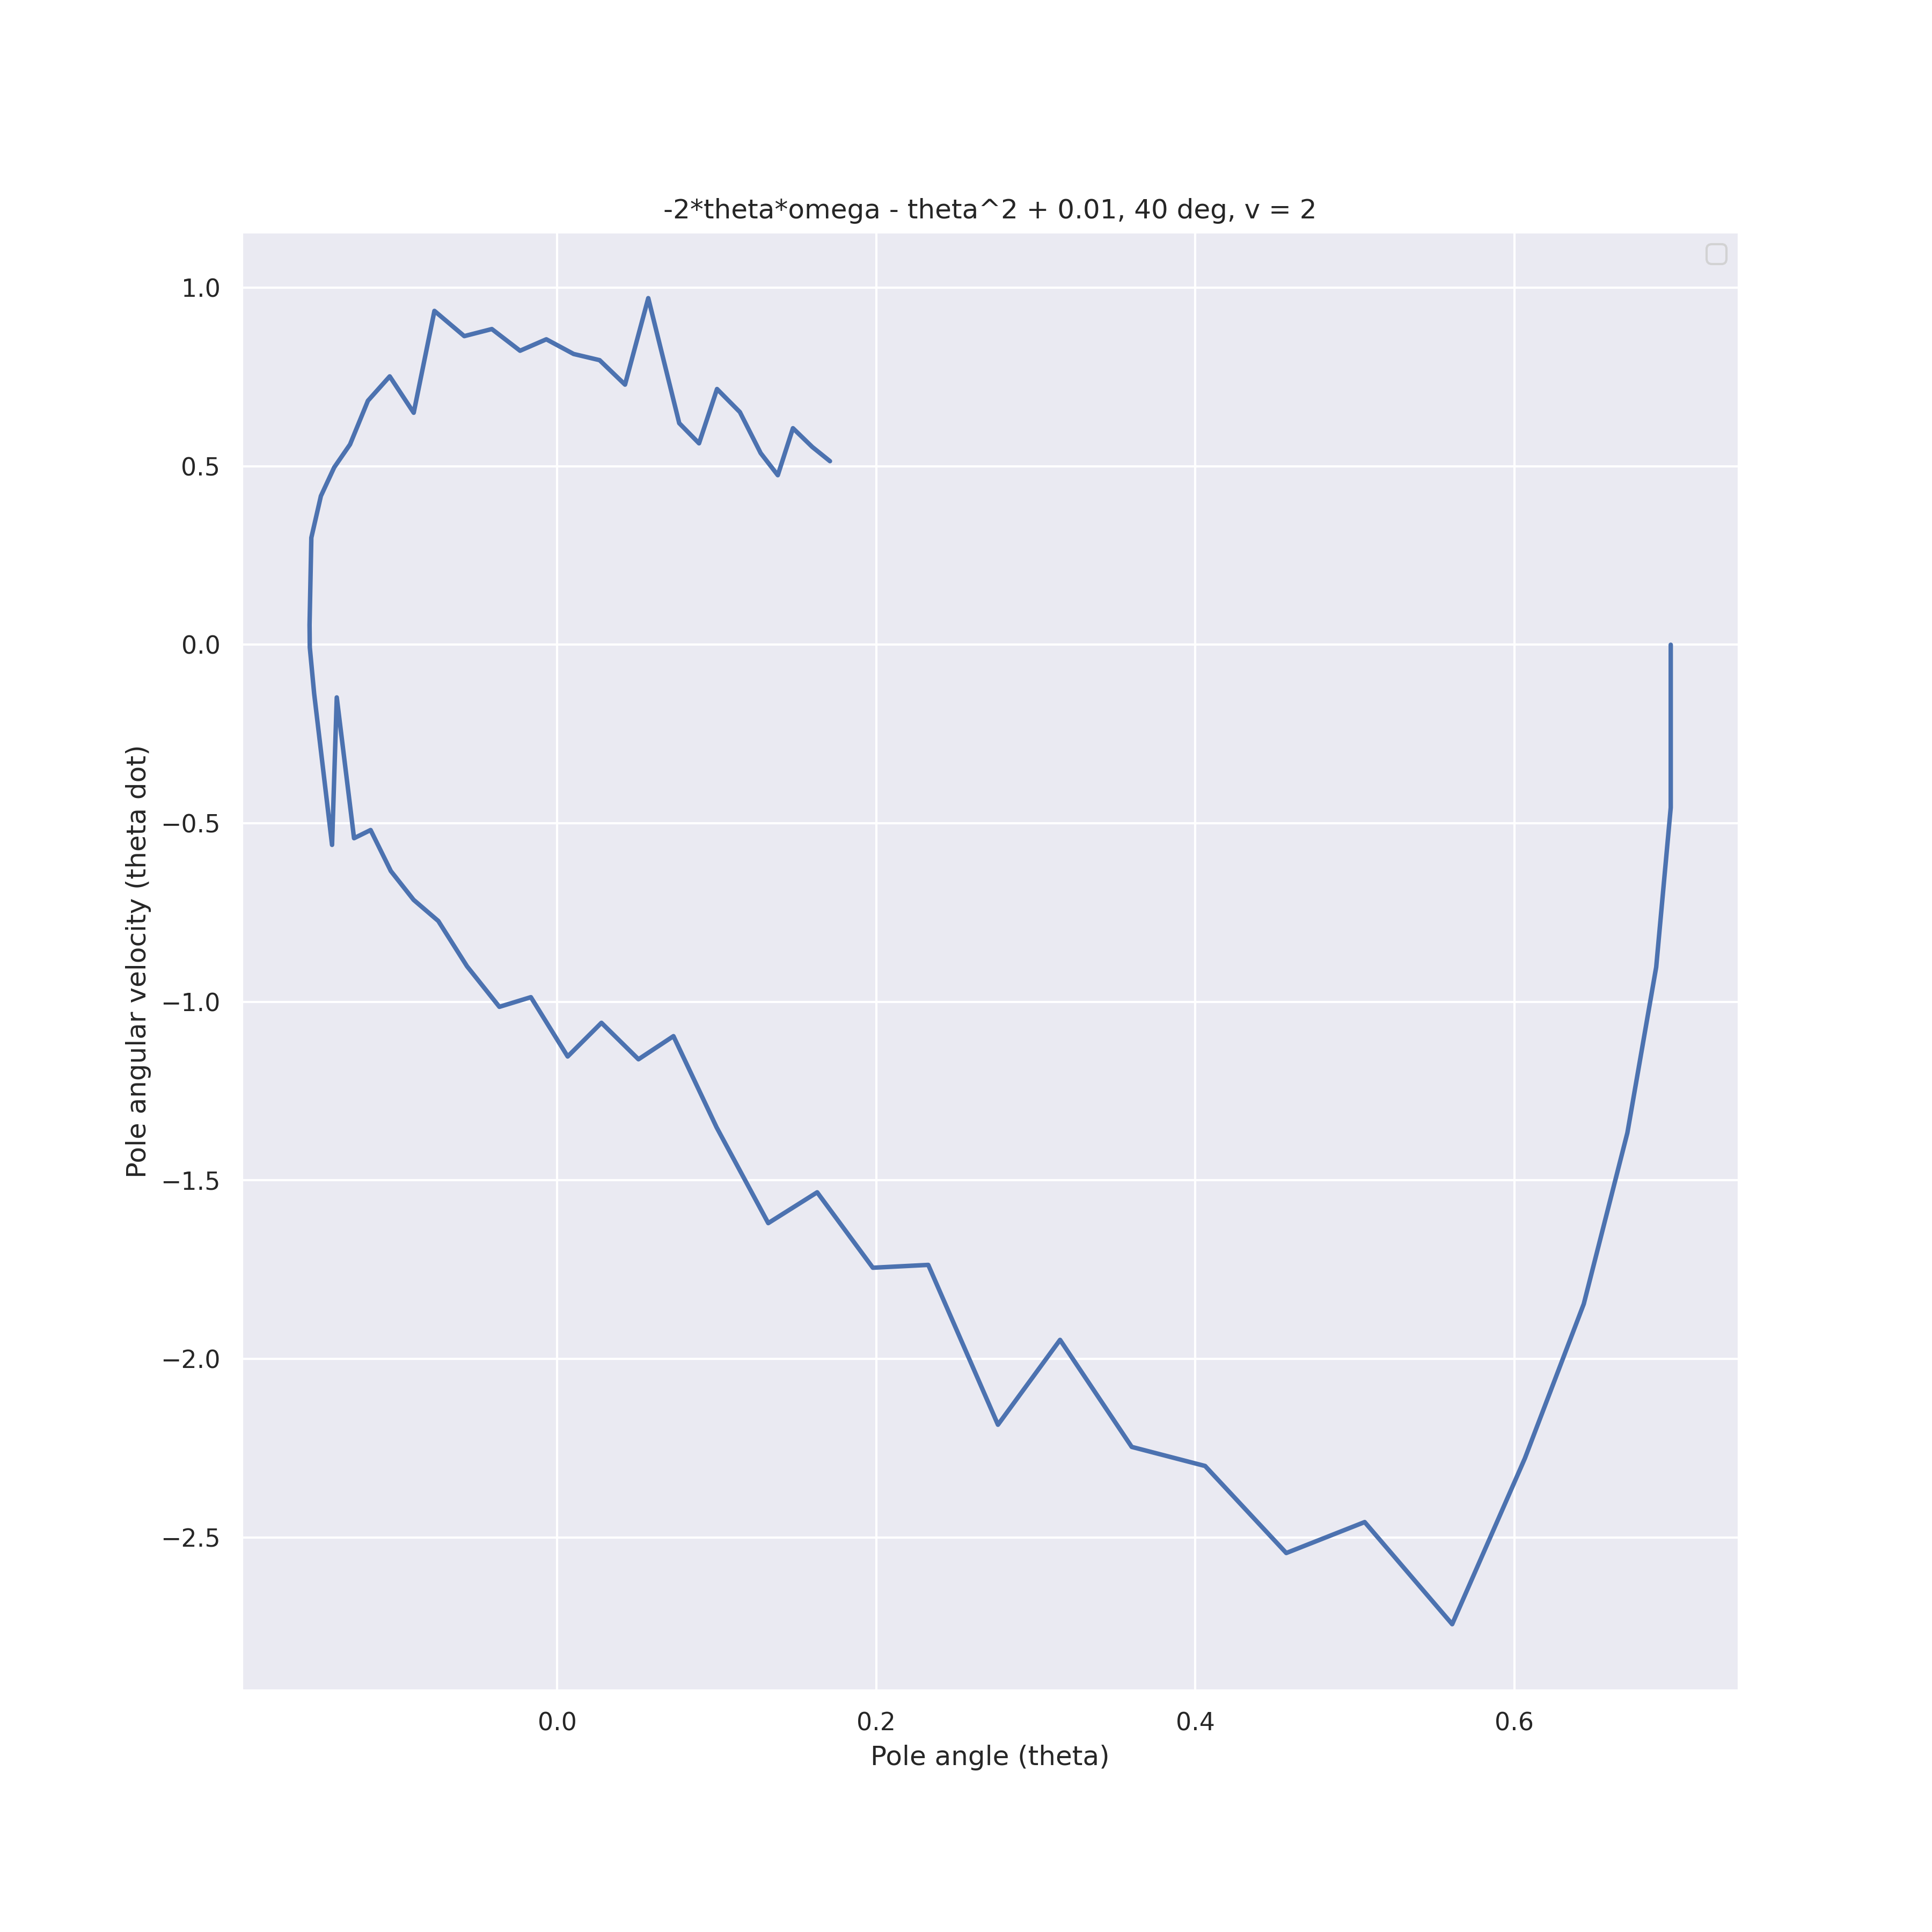 -2*theta*omega - theta^2 + 0.01, 40 deg, v = 2
1.0
0.5
0.0
−0.5
−1.0
−1.5
−2.0
−2.5
Pole angular velocity (theta dot)
0.0 0.2 0.4 0.6
Pole angle (theta)